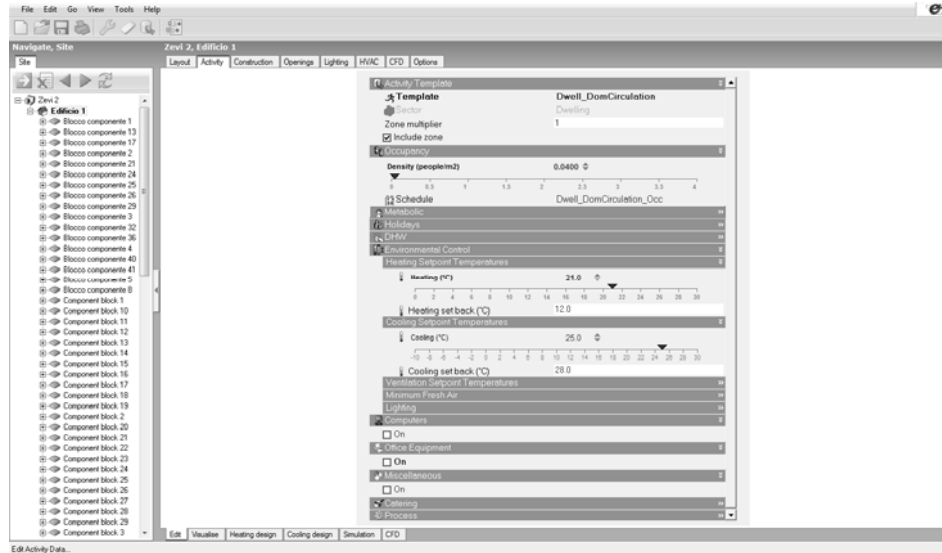 File Edit Go View Tools Help
Navigate, Site
Zevi 2, Edificio 1
Site
Layout Activity Construction Openings Lighting HVAC CFD Options
Zevi 2
Edificio 1
Blocco componente 1
Blocco componente 13
Blocco componente 17
Blocco componente 2
Blocco componente 21
Blocco componente 24
Blocco componente 25
Blocco componente 26
Blocco componente 29
Blocco componente 3
Blocco componente 32
Blocco componente 36
Blocco componente 4
Blocco componente 40
Blocco componente 41
Blocco componente 5
Blocco componente 8
Component block 1
Component block 10
Component block 11
Component block 12
Component block 13
Component block 14
Component block 15
Component block 16
Component block 17
Component block 18
Component block 19
Component block 2
Component block 20
Component block 21
Component block 22
Component block 23
Component block 24
Component block 25
Component block 26
Component block 27
Component block 28
Component block 29
Component block 3
Activity Template
Template Dwell_DomCirculation
Sector Dwelling
Zone multiplier 1
Include zone
Occupancy
Density (people/m2) 0.0400
0 0.5 1 1.5 2 2.5 3 3.5 4
Schedule Dwell_DomCirculation_Occ
Metabolic
Holidays
DHW
Environmental Control
Heating Setpoint Temperatures
Heating (°C) 21.0
0 2 4 6 8 10 12 14 16 18 20 22 24 26 28 30
Heating set back (°C) 12.0
Cooling Setpoint Temperatures
Cooling (°C) 25.0
-10 -8 -6 -4 -2 0 2 4 6 8 10 12 14 16 18 20 22 24 26 28 30
Cooling set back (°C) 28.0
Ventilation Setpoint Temperatures
Minimum Fresh Air
Lighting
Computers
On
Office Equipment
On
Miscellaneous
On
Catering
Process
Edit Visualise Heating design Cooling design Simulation CFD
Edit Activity Data...